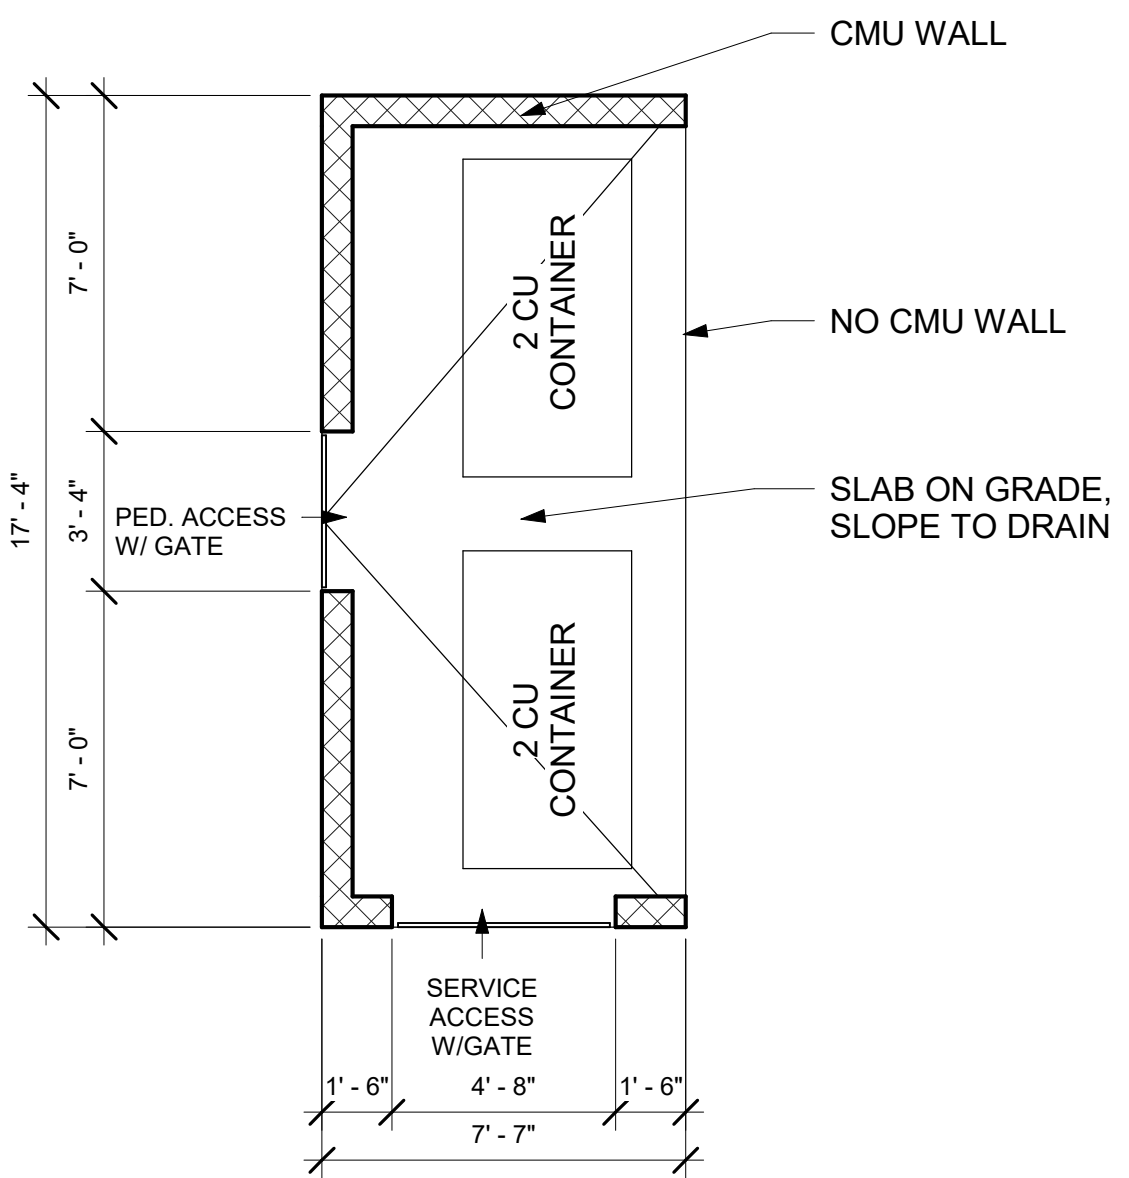 CMU WALL
7' - 0"
2 CU
CONTAINER
NO CMU WALL
17' - 4"
3' - 4"
PED. ACCESS
W/ GATE
SLAB ON GRADE,
SLOPE TO DRAIN
7' - 0"
2 CU
CONTAINER
SERVICE
ACCESS
W/GATE
1' - 6"
4' - 8"
1' - 6"
7' - 7"